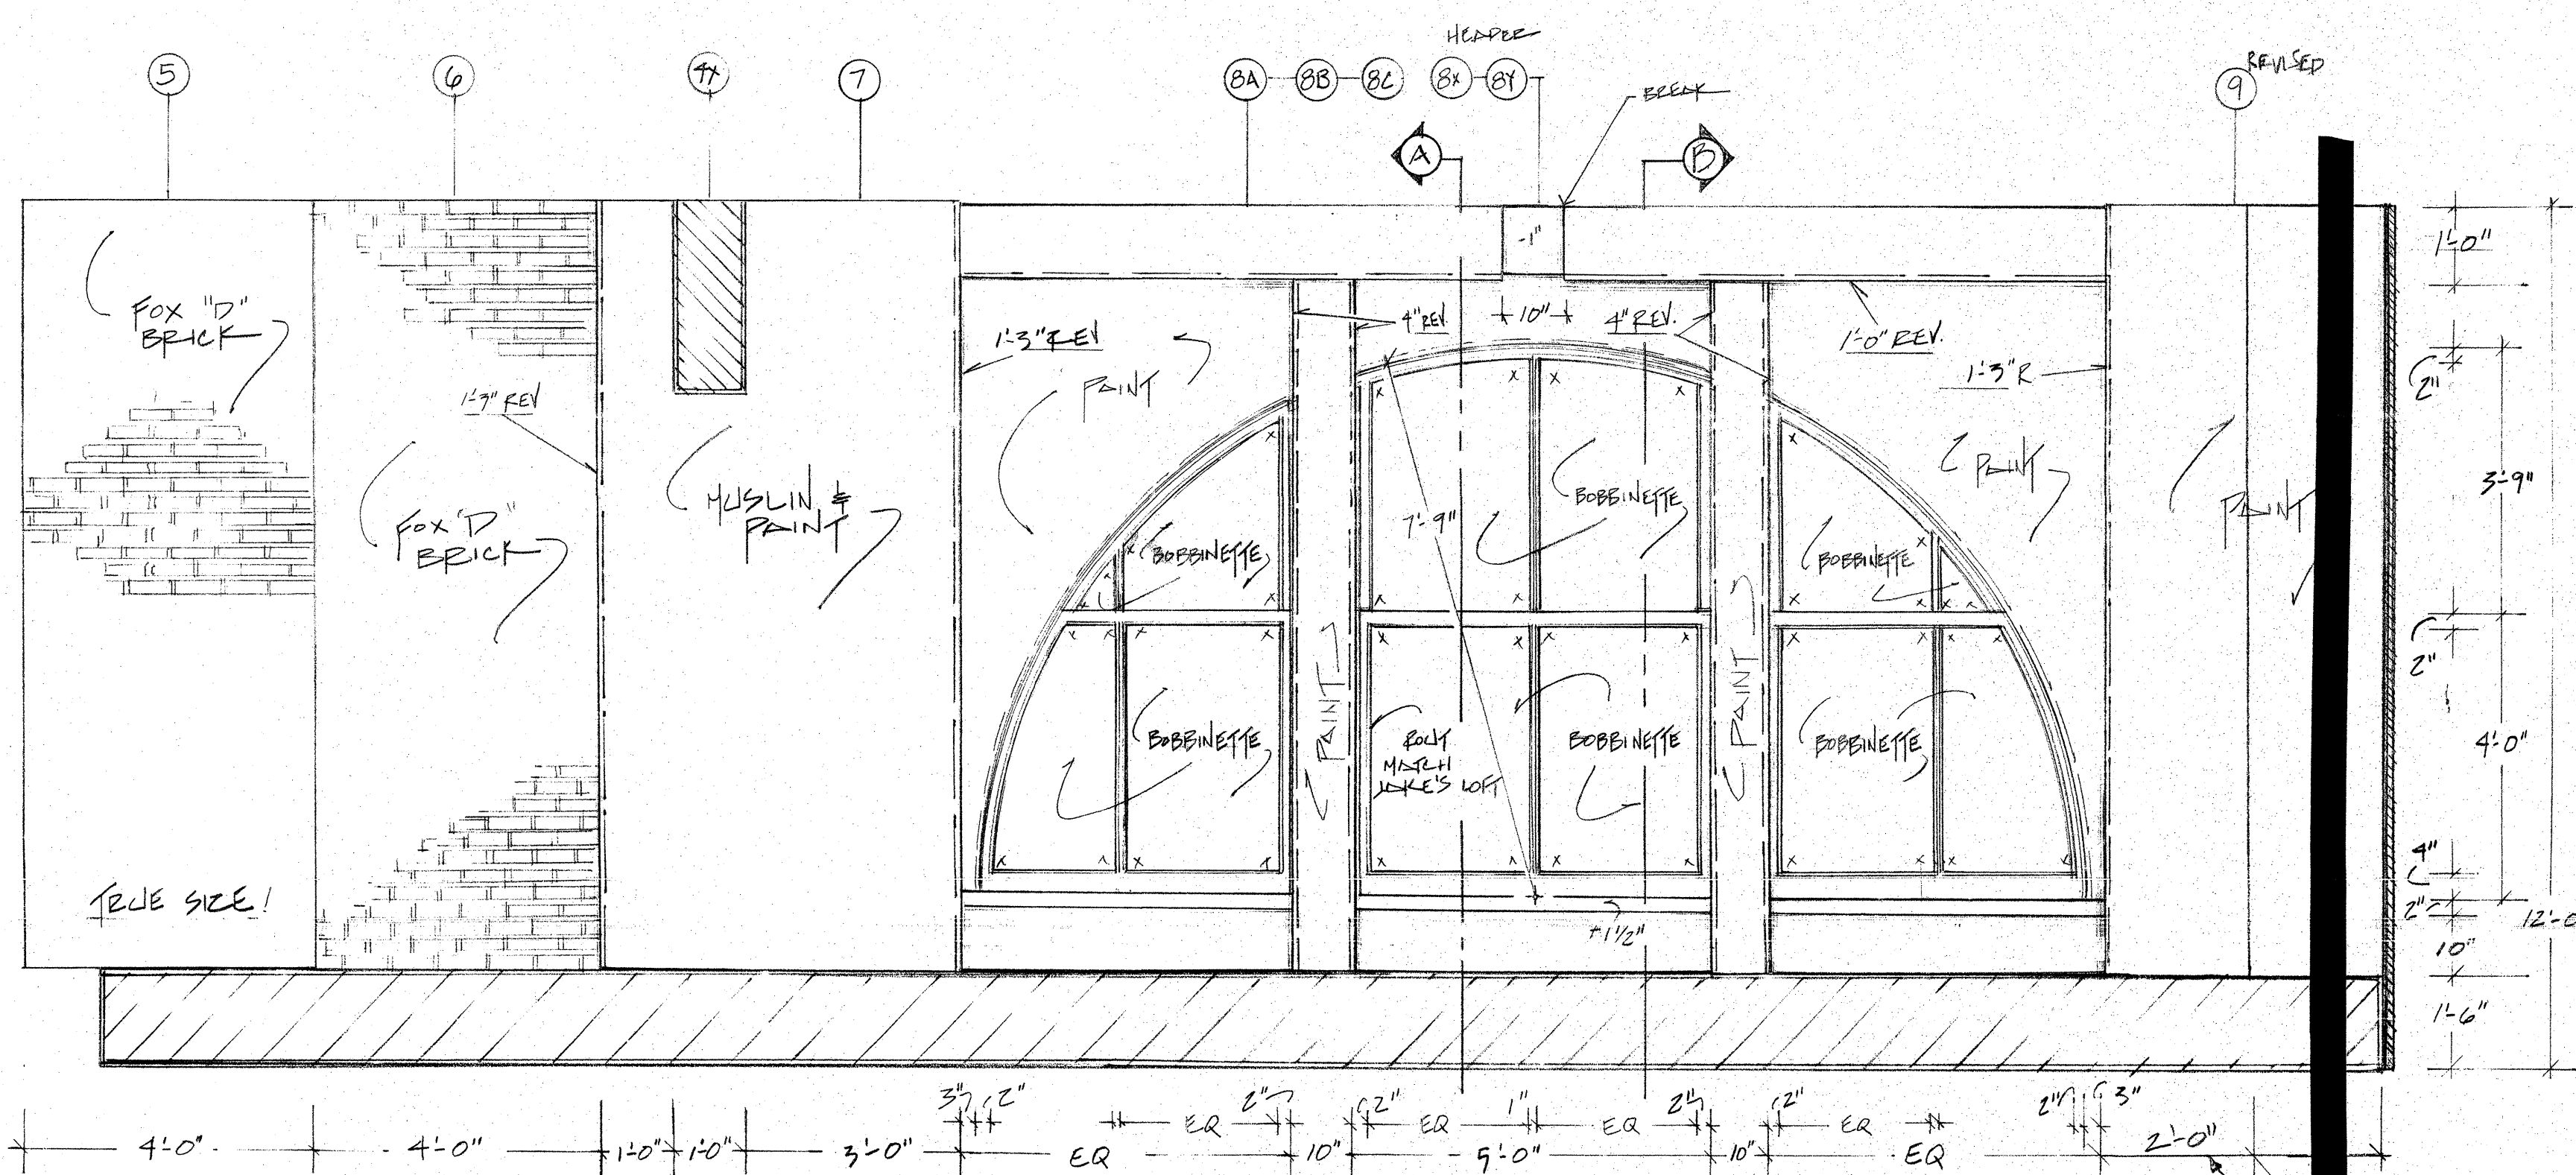 HEADER
5
6
4X
7
8A
8B
8C
8X
8Y
9
REVISED
BREAK
A
B
-1"
1'-0"
FOX "D"
BRICK
1'-3" REV
4" REV.
10"
4" REV.
1'-0" REV.
1'-3" REV
PAINT
1'-3" R
2"
PAINT
3'-9"
MUSLIN &
PAINT
BOBBINETTE
7'-9"
PAINT
FOX "D"
BRICK
BOBBINETTE
BOBBINETTE
2"
PAINT
PAINT
BOBBINETTE
ROUT
MATCH
JAKE'S LOFT
BOBBINETTE
BOBBINETTE
4'-0"
4"
TRUE SIZE!
+1 1/2"
2"
12'-0
10"
1'-6"
3"
2"
2"
2"
1"
2"
2"
2"
3"
EQ
EQ
EQ
EQ
4'-0"
4'-0"
1'-0"
1'-0"
3'-0"
EQ
10"
5'-0"
10"
EQ
2'-0"